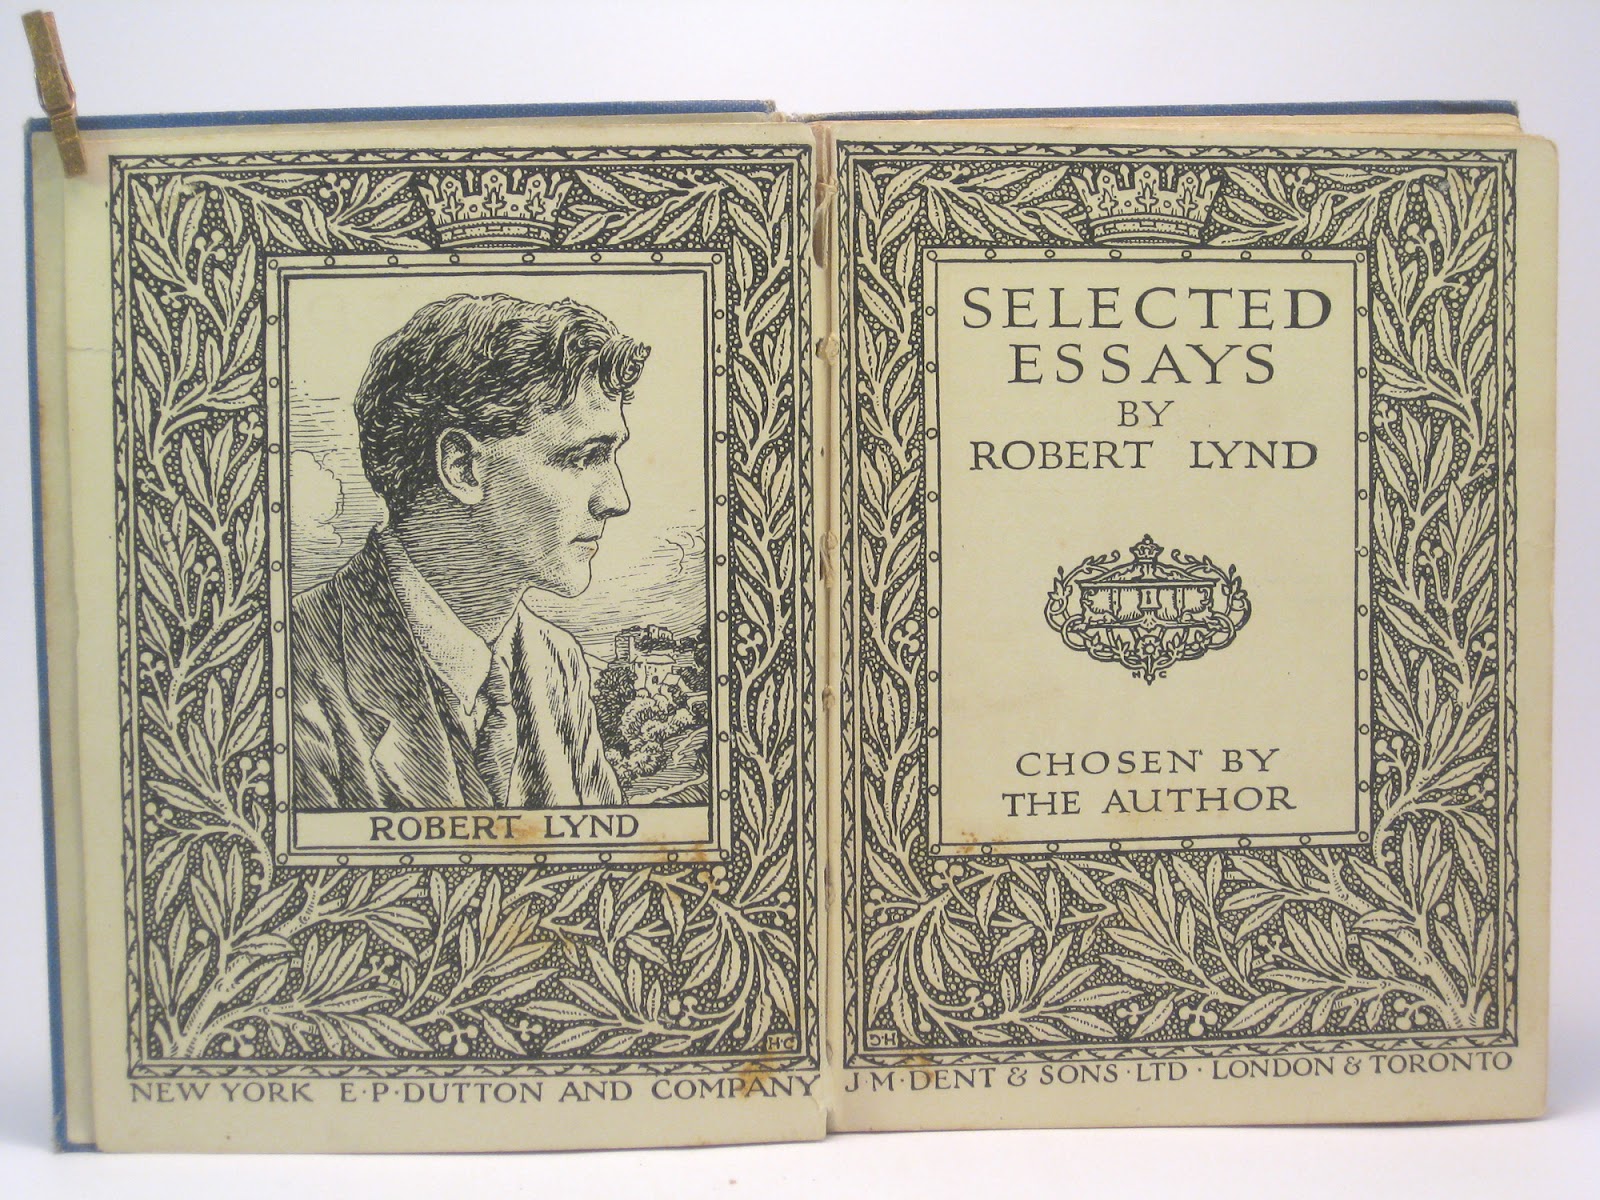 ROBERT LYND
H·C
NEW YORK E·P·DUTTON AND COMPANY
SELECTED
ESSAYS
BY
ROBERT LYND
H C
CHOSEN BY
THE AUTHOR
H·C
J·M·DENT & SONS·LTD·LONDON & TORONTO